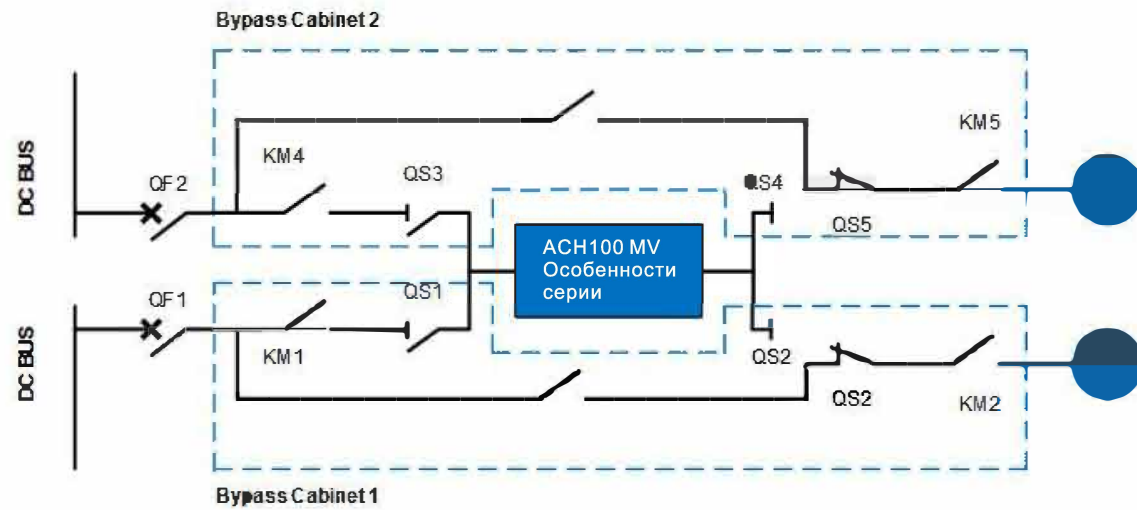 Bypass Cabinet 2
DC BUS
QF2
KM4
QS3
QS4
KM5
QS5
ACH100 MV
Особенности
серии
DC BUS
QF1
KM1
QS1
QS2
QS2
KM2
Bypass Cabinet 1